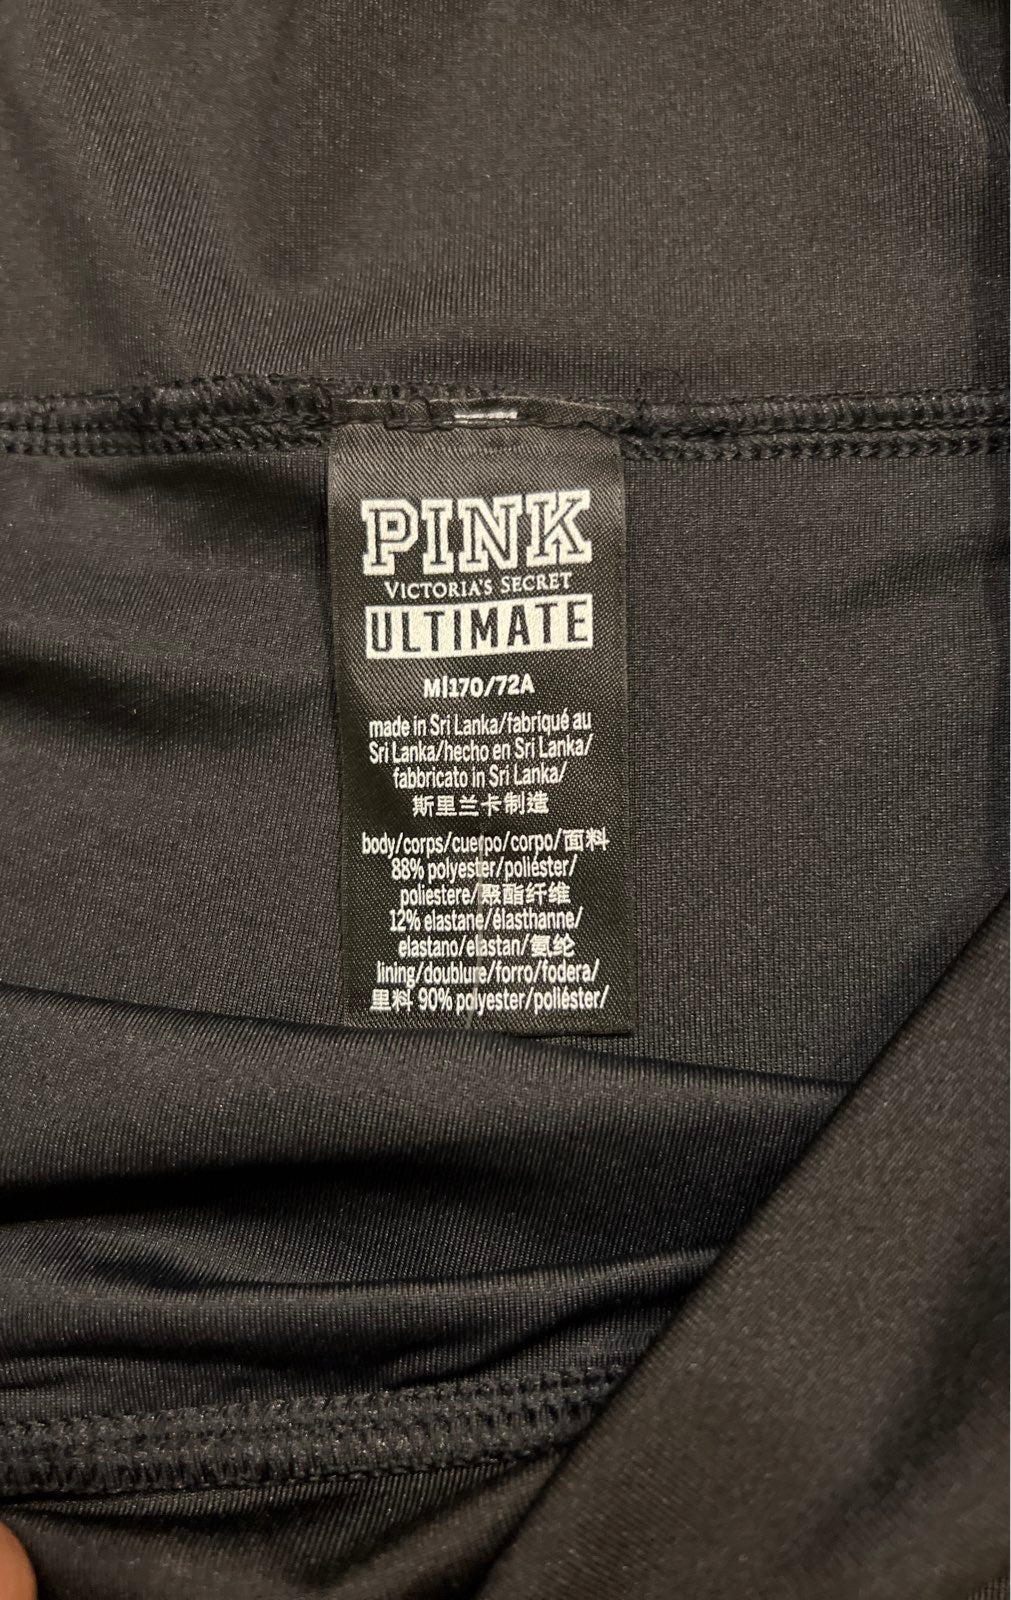 PINK
VICTORIA'S SECRET
ULTIMATE
M|170/72A
made in Sri Lanka/fabriqué au
Sri Lanka/hecho en Sri Lanka/
fabbricato in Sri Lanka/
斯里兰卡制造
body/corps/cuerpo/corpo/面料
88% polyester/poliéster/
poliestere/聚酯纤维
12% elastane/élasthanne/
elastano/elastan/氨纶
lining/doublure/forro/fodera/
里料 90% polyester/poliéster/